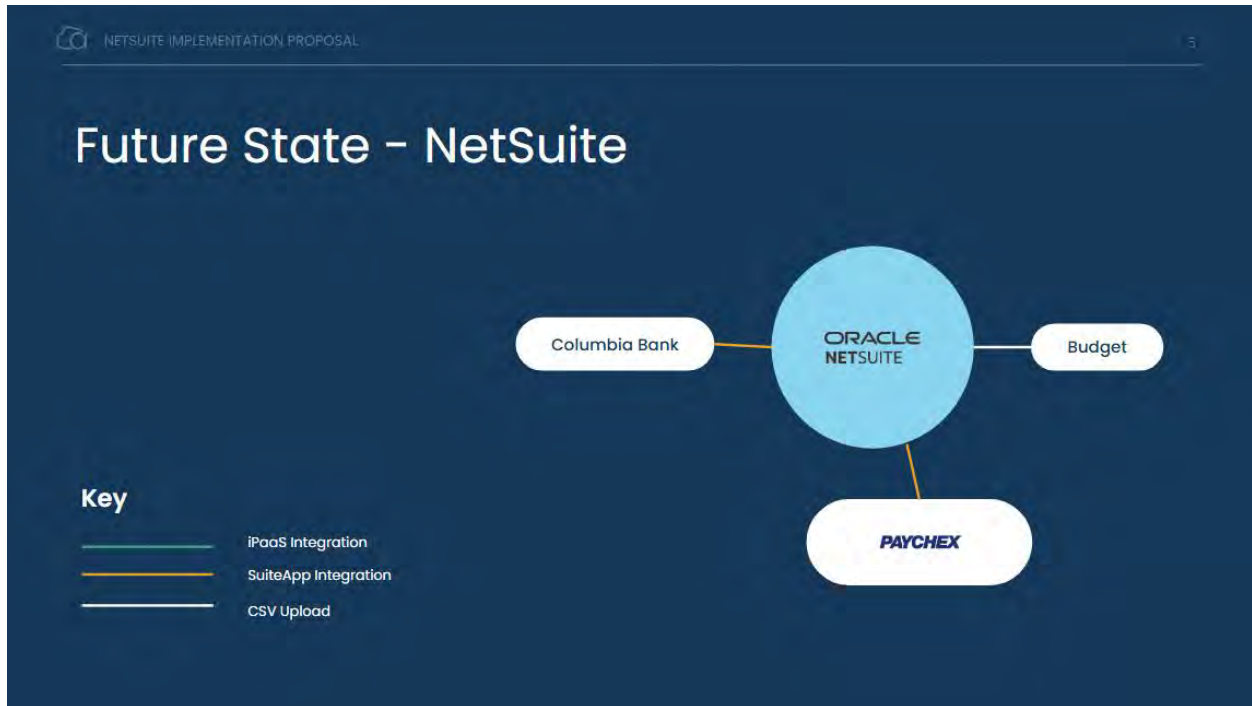 NETSUITE IMPLEMENTATION PROPOSAL
5
Future State - NetSuite
Columbia Bank
ORACLE
NETSUITE
Budget
PAYCHEX
Key
iPaaS Integration
SuiteApp Integration
CSV Upload